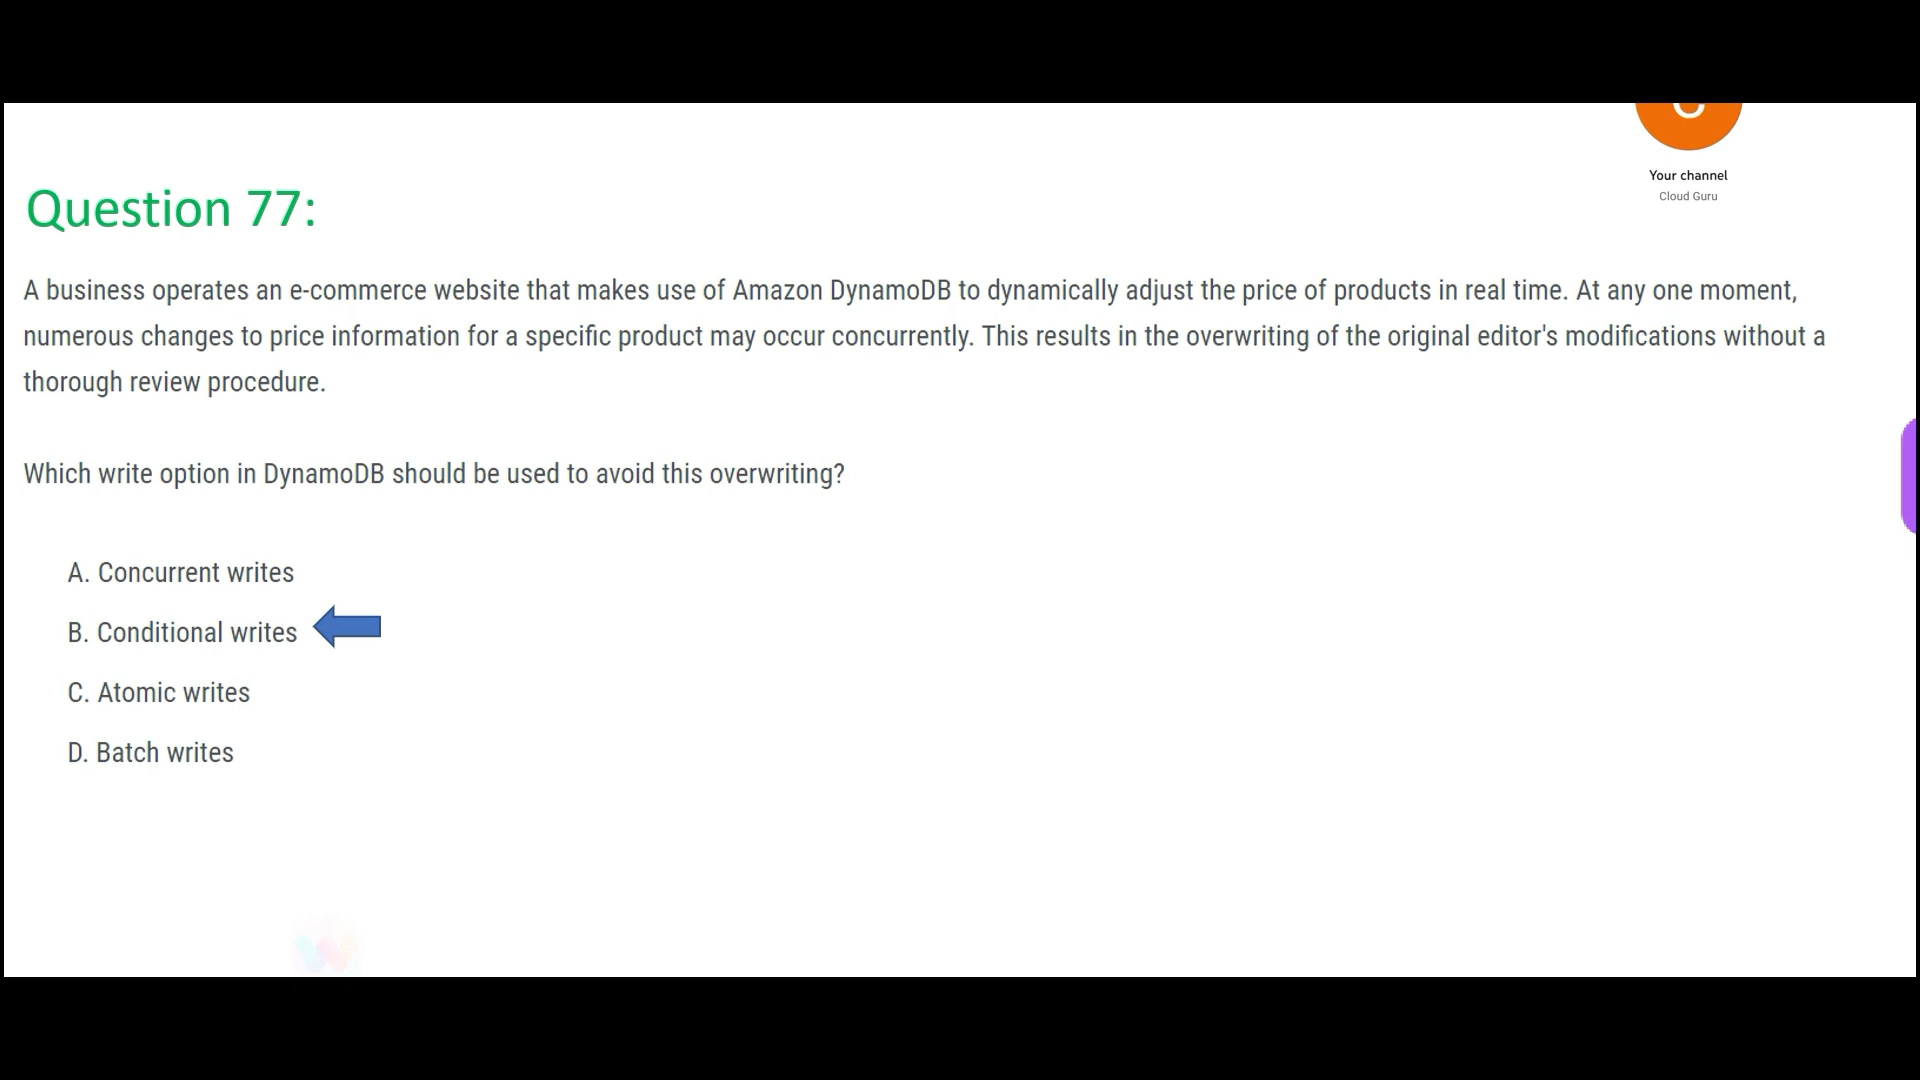 Your channel
Cloud Guru
Question 77:
A business operates an e-commerce website that makes use of Amazon DynamoDB to dynamically adjust the price of products in real time. At any one moment,
numerous changes to price information for a specific product may occur concurrently. This results in the overwriting of the original editor's modifications without a
thorough review procedure.
Which write option in DynamoDB should be used to avoid this overwriting?
A. Concurrent writes
B. Conditional writes
C. Atomic writes
D. Batch writes